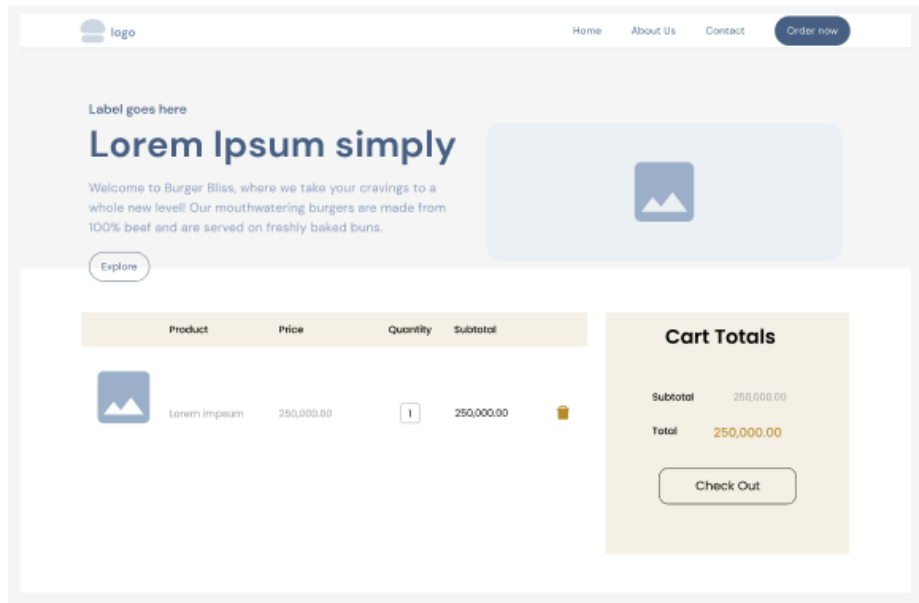 logo
Home About Us Contact Order now
Label goes here
Lorem Ipsum simply
Welcome to Burger Bliss, where we take your cravings to a
whole new level! Our mouthwatering burgers are made from
100% beef and are served on freshly baked buns.
Explore
Product Price Quantity Subtotal
Lorem impsum 250,000.00 1 250,000.00
Cart Totals
Subtotal 250,000.00
Total 250,000.00
Check Out